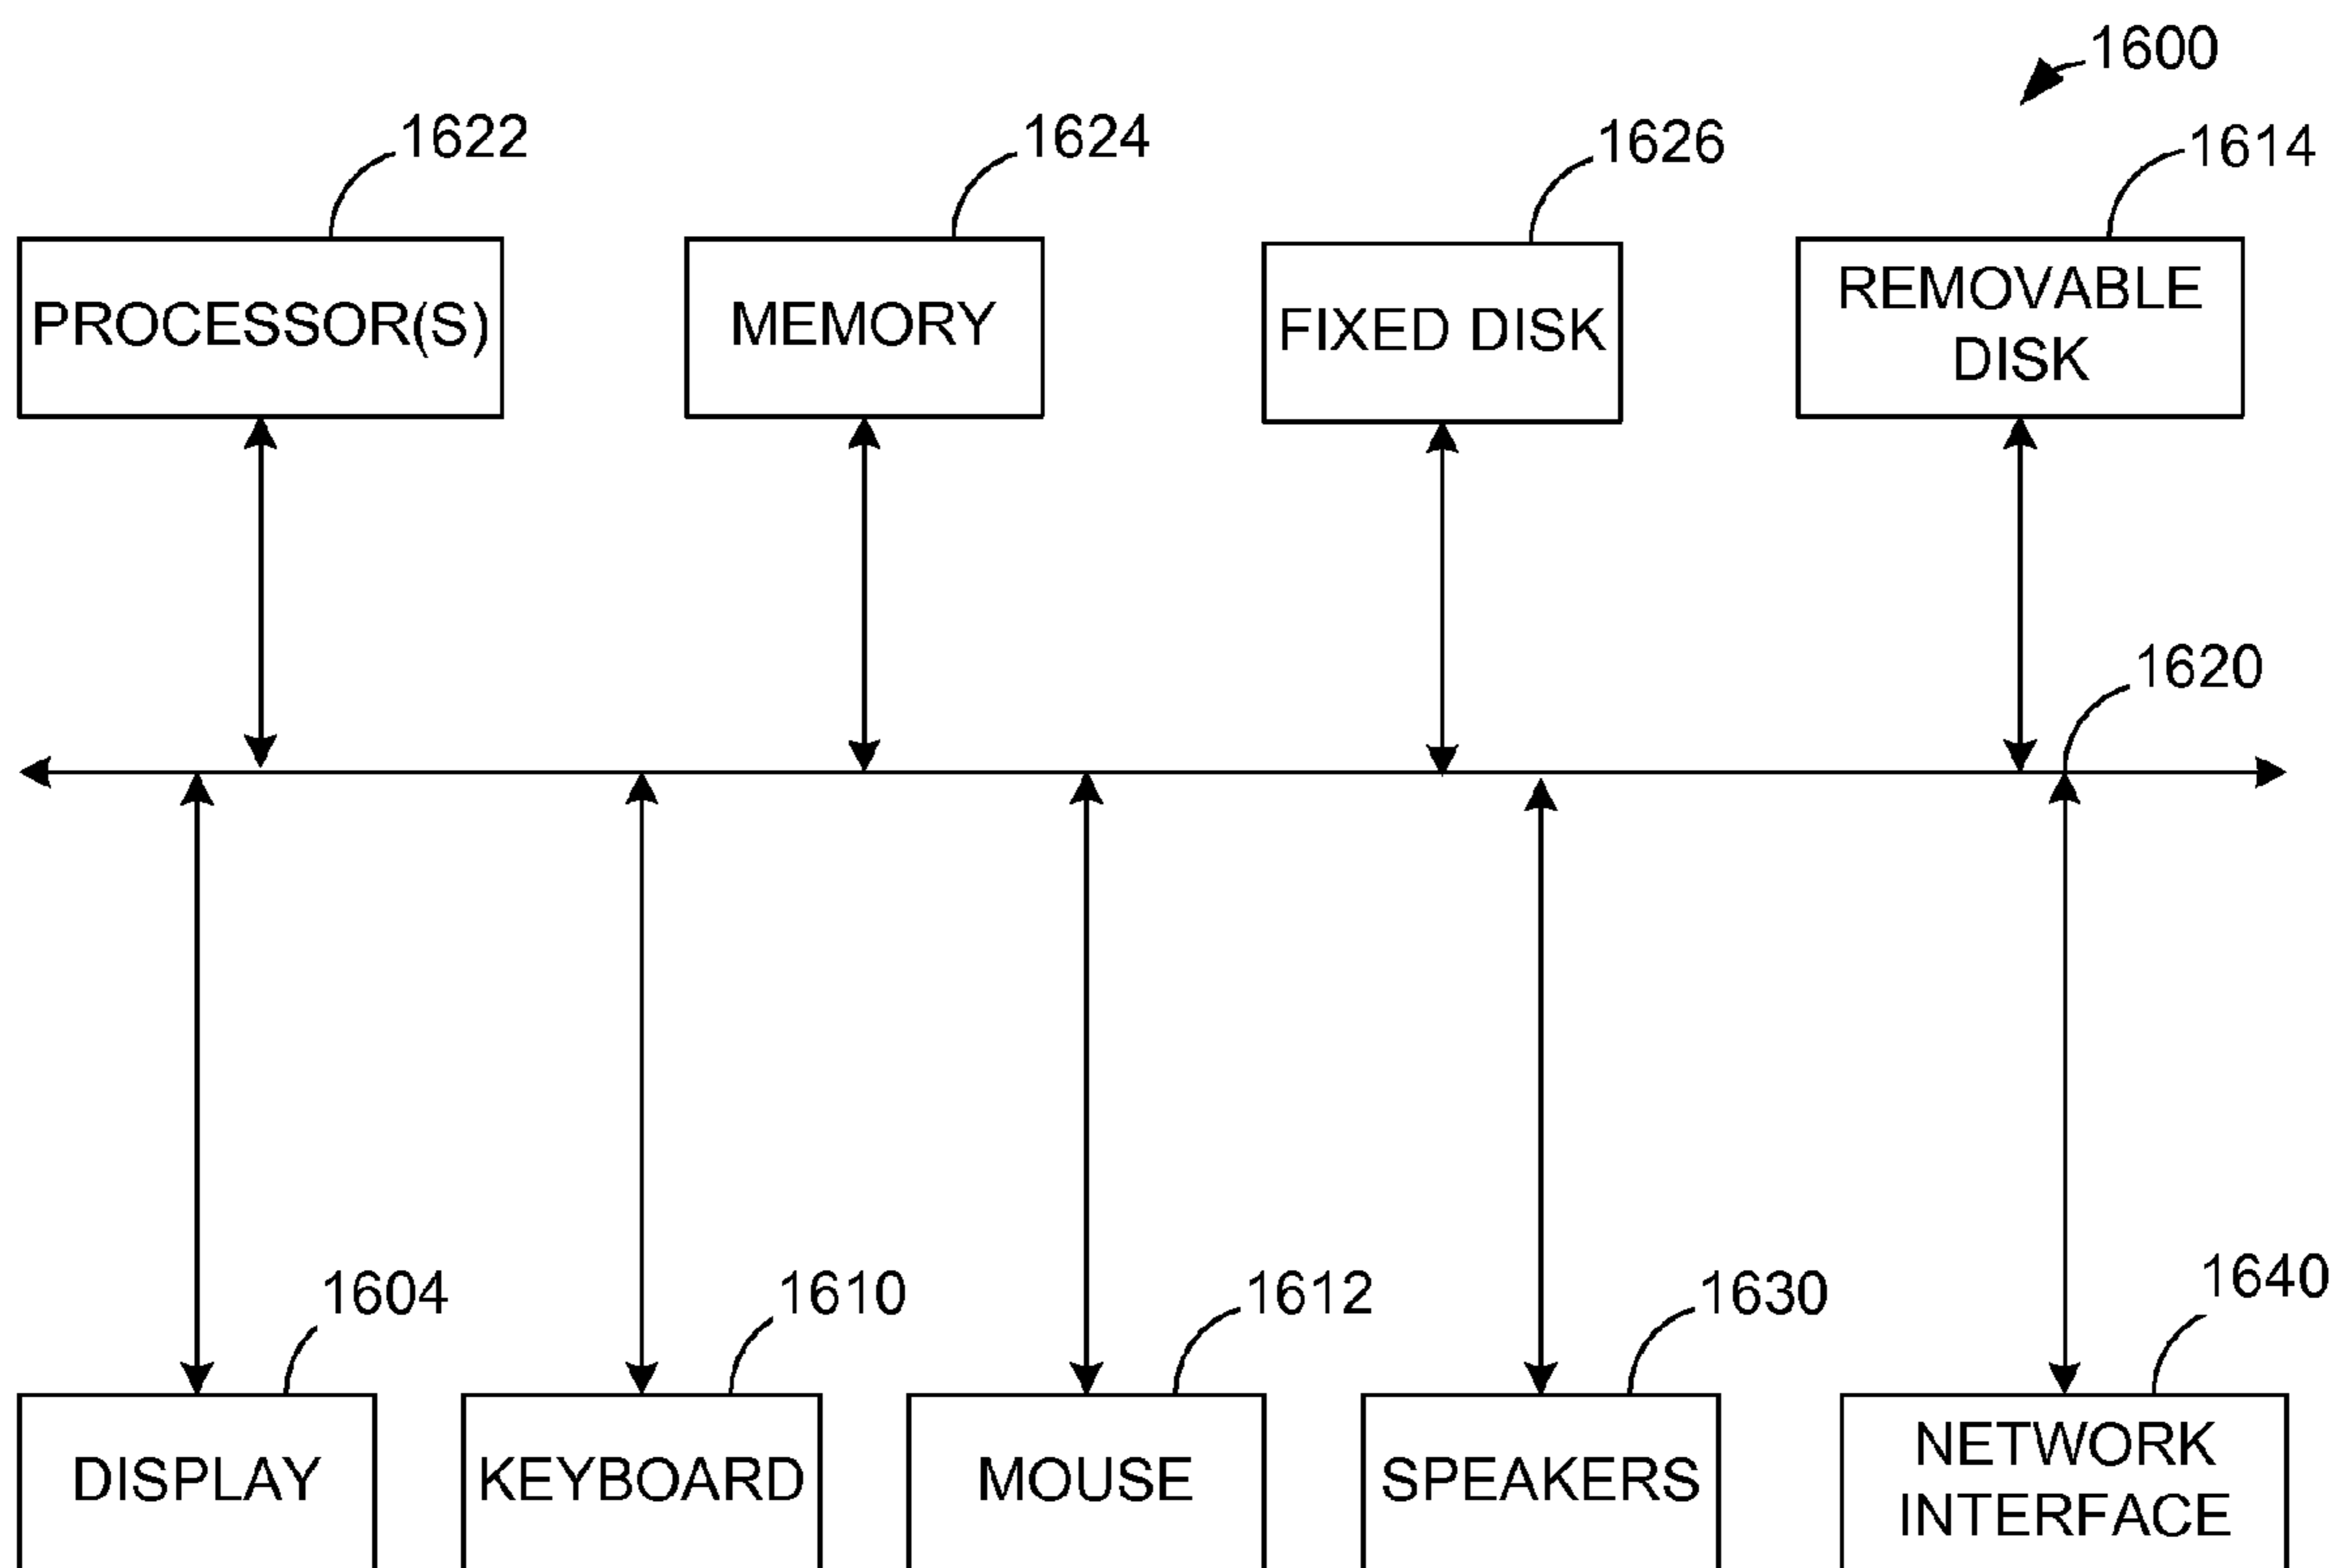 1600
1622
1624
1626
1614
PROCESSOR(S)
MEMORY
FIXED DISK
REMOVABLE
DISK
1620
1604
1610
1612
1630
1640
DISPLAY
KEYBOARD
MOUSE
SPEAKERS
NETWORK
INTERFACE